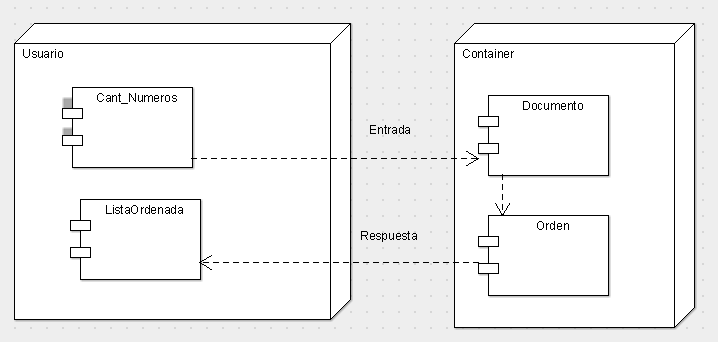 Usuario
Container
Cant_Numeros
Documento
Entrada
ListaOrdenada
Orden
Respuesta